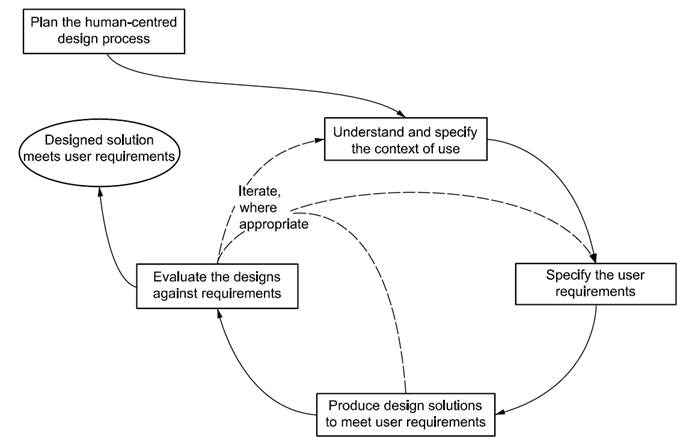 Plan the human-centred
design process
Understand and specify
the context of use
Designed solution
meets user requirements
Iterate,
where
appropriate
Evaluate the designs
against requirements
Specify the user
requirements
Produce design solutions
to meet user requirements